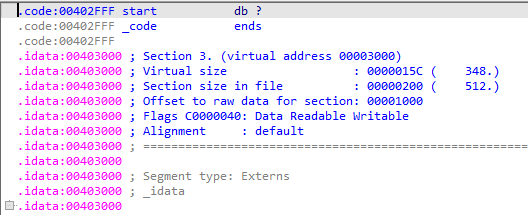 .code:00402FFF start db ?
.code:00402FFF _code ends
.code:00402FFF
.idata:00403000 ; Section 3. (virtual address 00003000)
.idata:00403000 ; Virtual size : 0000015C ( 348.)
.idata:00403000 ; Section size in file : 00000200 ( 512.)
.idata:00403000 ; Offset to raw data for section: 00001000
.idata:00403000 ; Flags C0000040: Data Readable Writable
.idata:00403000 ; Alignment : default
.idata:00403000 ; ================================================
.idata:00403000
.idata:00403000 ; Segment type: Externs
.idata:00403000 ; _idata
.idata:00403000